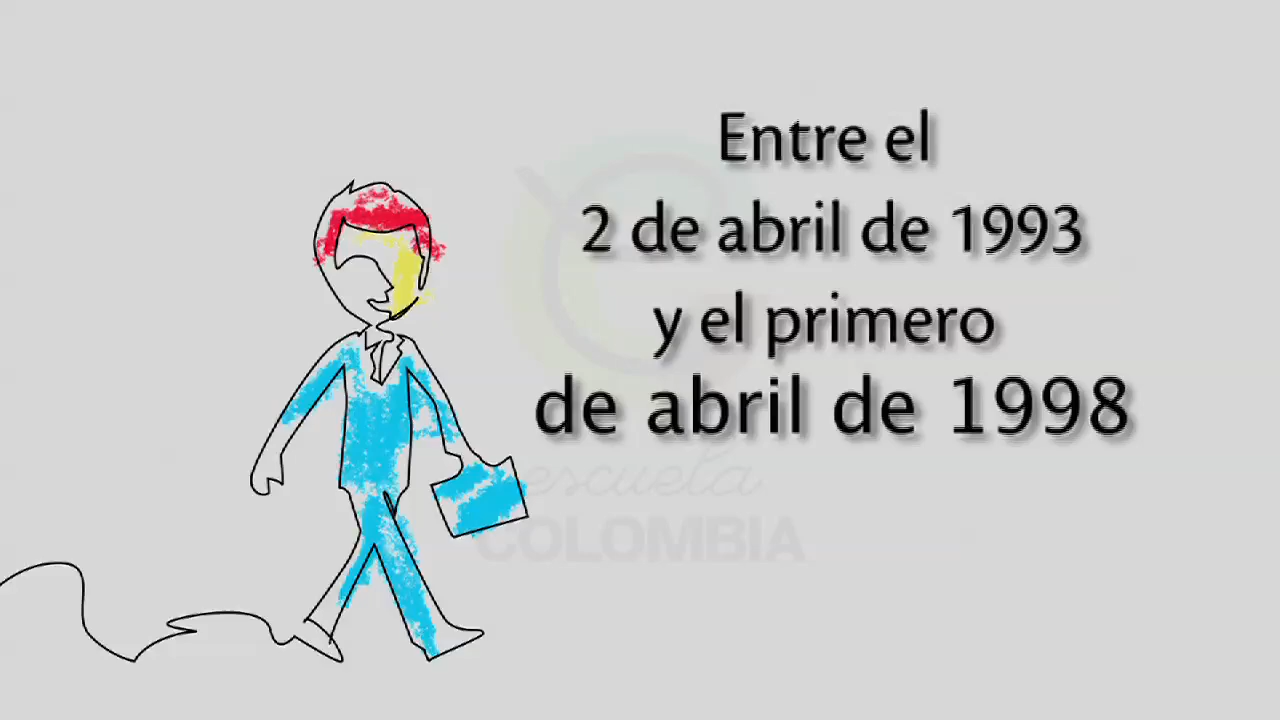 Entre el
2 de abril de 1993
y el primero
de abril de 1998
escuela
COLOMBIA